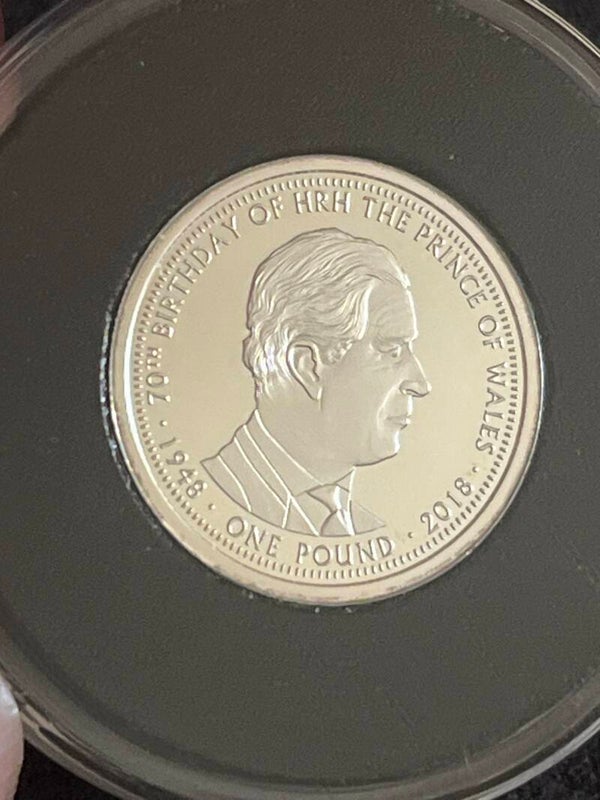 · 70TH BIRTHDAY OF HRH THE PRINCE OF WALES ·
1948 · ONE POUND · 2018